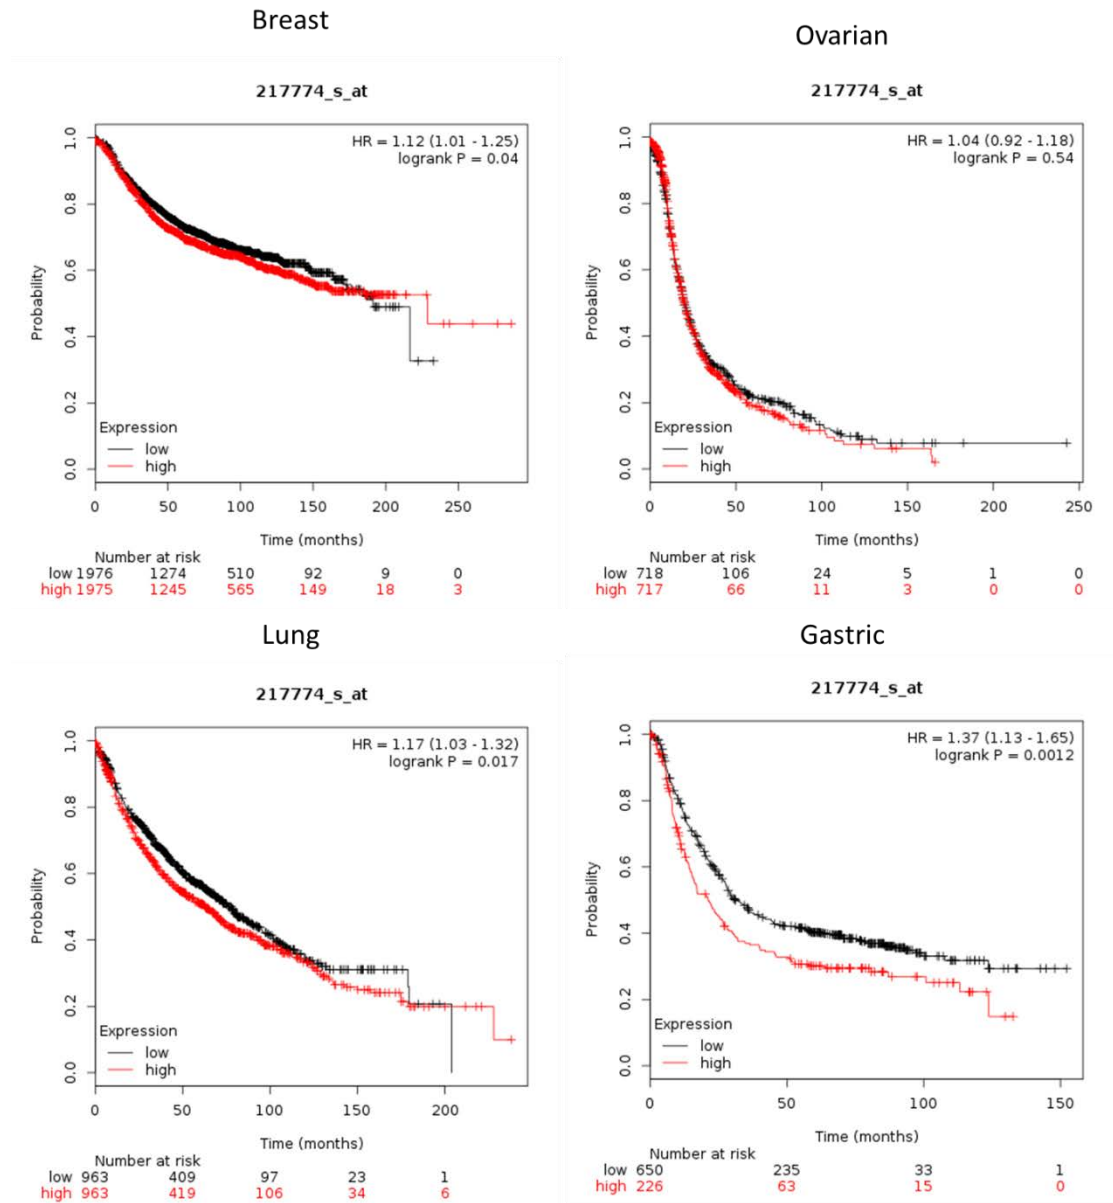 Breast
217774_s_at
HR = 1.12 (1.01 - 1.25)
logrank P = 0.04
Probability
0.0 0.2 0.4 0.6 0.8 1.0
Expression
low
high
0 50 100 150 200 250
Time (months)
Number at risk
low 1976 1274 510 92 9 0
high 1975 1245 565 149 18 3
Ovarian
217774_s_at
HR = 1.04 (0.92 - 1.18)
logrank P = 0.54
Probability
0.0 0.2 0.4 0.6 0.8 1.0
Expression
low
high
0 50 100 150 200 250
Time (months)
Number at risk
low 718 106 24 5 1 0
high 717 66 11 3 0 0
Lung
217774_s_at
HR = 1.17 (1.03 - 1.32)
logrank P = 0.017
Probability
0.0 0.2 0.4 0.6 0.8 1.0
Expression
low
high
0 50 100 150 200
Time (months)
Number at risk
low 963 409 97 23 1
high 963 419 106 34 6
Gastric
217774_s_at
HR = 1.37 (1.13 - 1.65)
logrank P = 0.0012
Probability
0.0 0.2 0.4 0.6 0.8 1.0
Expression
low
high
0 50 100 150
Time (months)
Number at risk
low 650 235 33 1
high 226 63 15 0